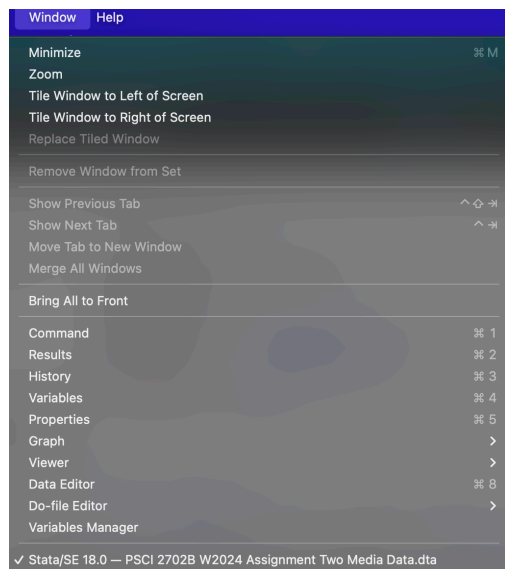 Window Help
Minimize ⌘ M
Zoom
Tile Window to Left of Screen
Tile Window to Right of Screen
Replace Tiled Window
Remove Window from Set
Show Previous Tab ^⇧⇥
Show Next Tab ^⇥
Move Tab to New Window
Merge All Windows
Bring All to Front
Command ⌘ 1
Results ⌘ 2
History ⌘ 3
Variables ⌘ 4
Properties ⌘ 5
Graph >
Viewer >
Data Editor ⌘ 8
Do-file Editor >
Variables Manager
✓ Stata/SE 18.0 — PSCI 2702B W2024 Assignment Two Media Data.dta